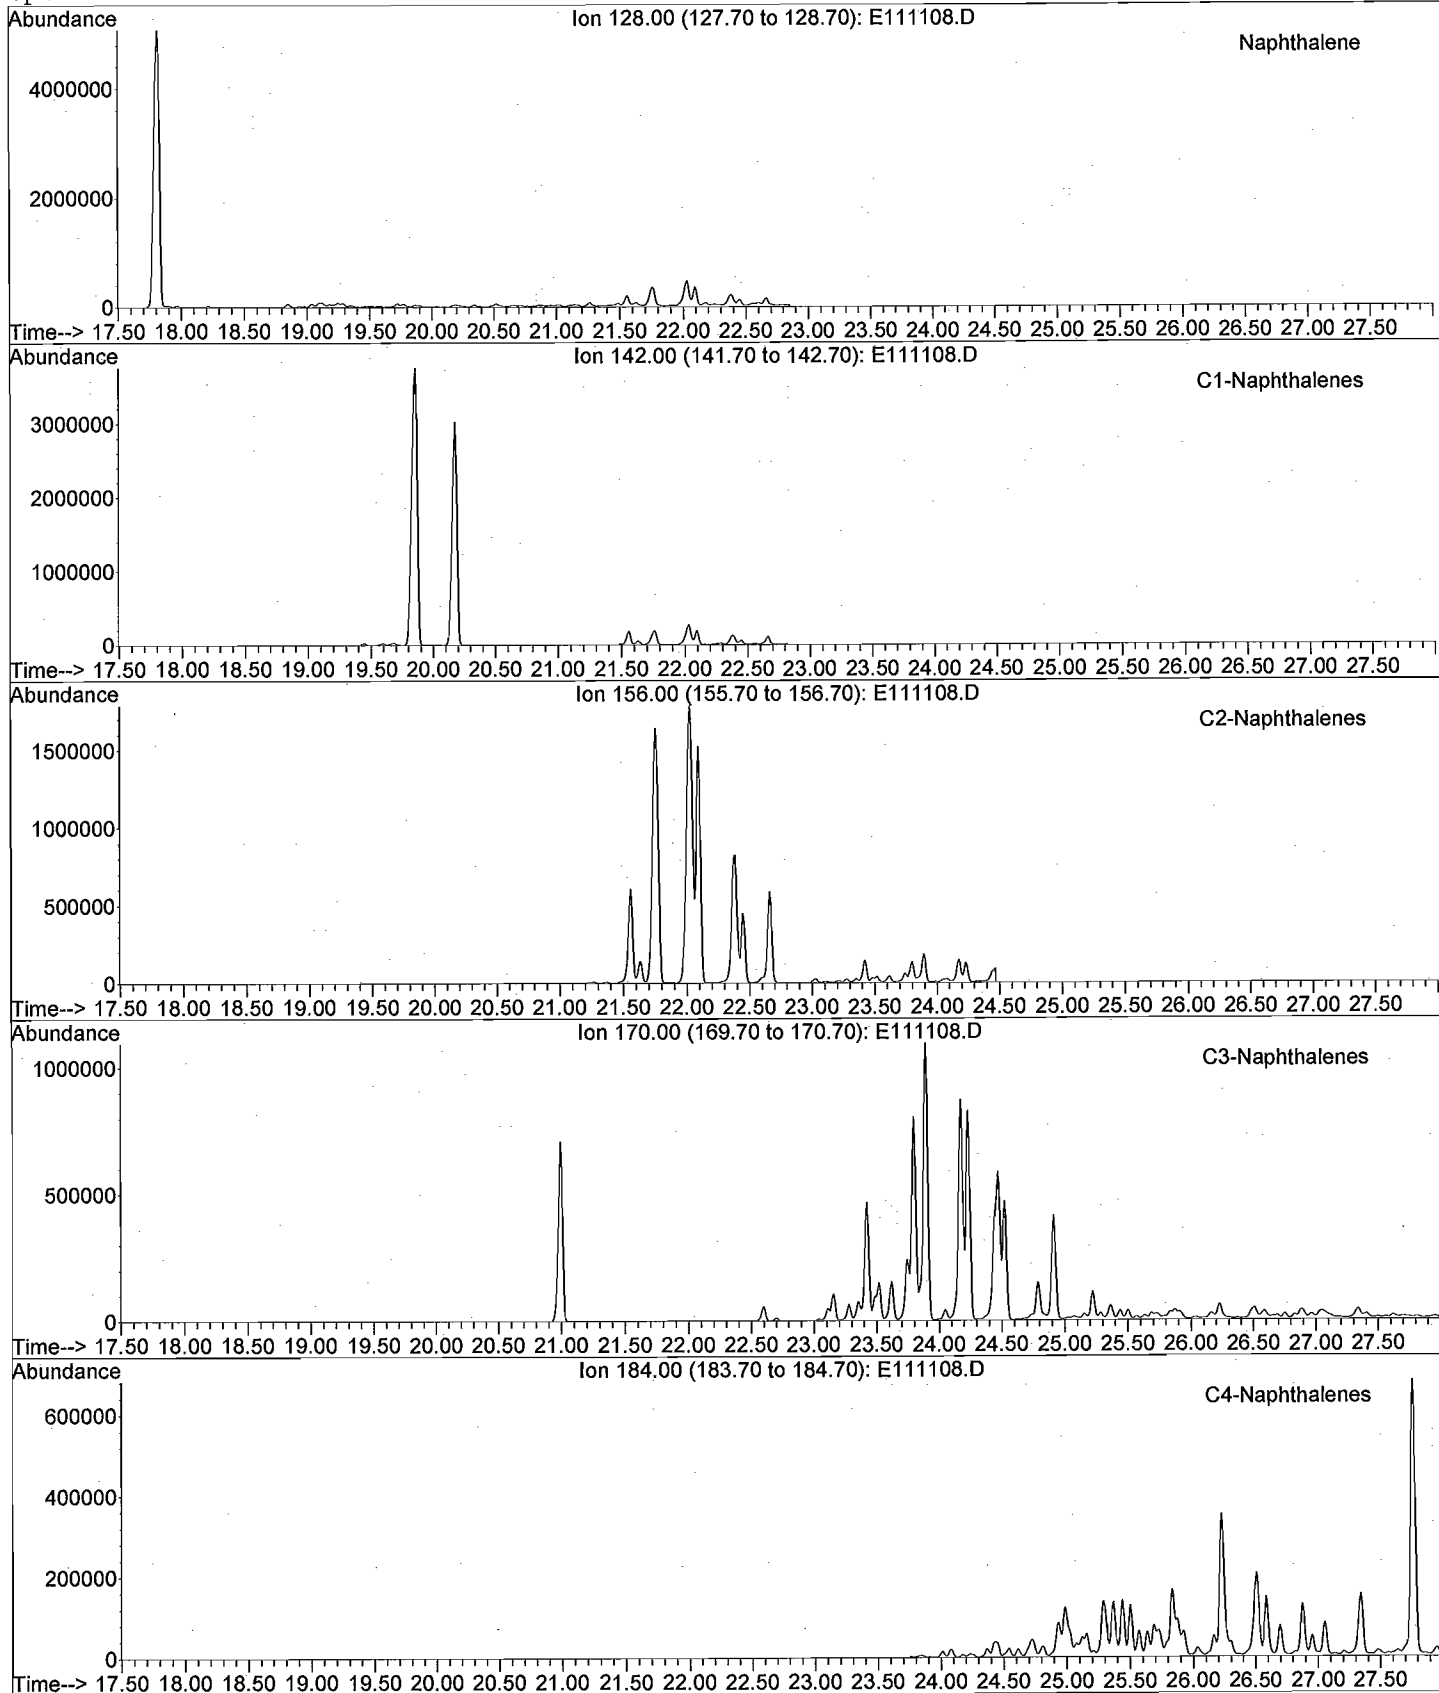 Abundance
Ion 128.00 (127.70 to 128.70): E111108.D
Naphthalene
4000000
2000000
0
Time--> 17.50 18.00 18.50 19.00 19.50 20.00 20.50 21.00 21.50 22.00 22.50 23.00 23.50 24.00 24.50 25.00 25.50 26.00 26.50 27.00 27.50
Abundance
Ion 142.00 (141.70 to 142.70): E111108.D
C1-Naphthalenes
3000000
2000000
1000000
0
Time--> 17.50 18.00 18.50 19.00 19.50 20.00 20.50 21.00 21.50 22.00 22.50 23.00 23.50 24.00 24.50 25.00 25.50 26.00 26.50 27.00 27.50
Abundance
Ion 156.00 (155.70 to 156.70): E111108.D
C2-Naphthalenes
1500000
1000000
500000
0
Time--> 17.50 18.00 18.50 19.00 19.50 20.00 20.50 21.00 21.50 22.00 22.50 23.00 23.50 24.00 24.50 25.00 25.50 26.00 26.50 27.00 27.50
Abundance
Ion 170.00 (169.70 to 170.70): E111108.D
C3-Naphthalenes
1000000
500000
0
Time--> 17.50 18.00 18.50 19.00 19.50 20.00 20.50 21.00 21.50 22.00 22.50 23.00 23.50 24.00 24.50 25.00 25.50 26.00 26.50 27.00 27.50
Abundance
Ion 184.00 (183.70 to 184.70): E111108.D
C4-Naphthalenes
600000
400000
200000
0
Time--> 17.50 18.00 18.50 19.00 19.50 20.00 20.50 21.00 21.50 22.00 22.50 23.00 23.50 24.00 24.50 25.00 25.50 26.00 26.50 27.00 27.50